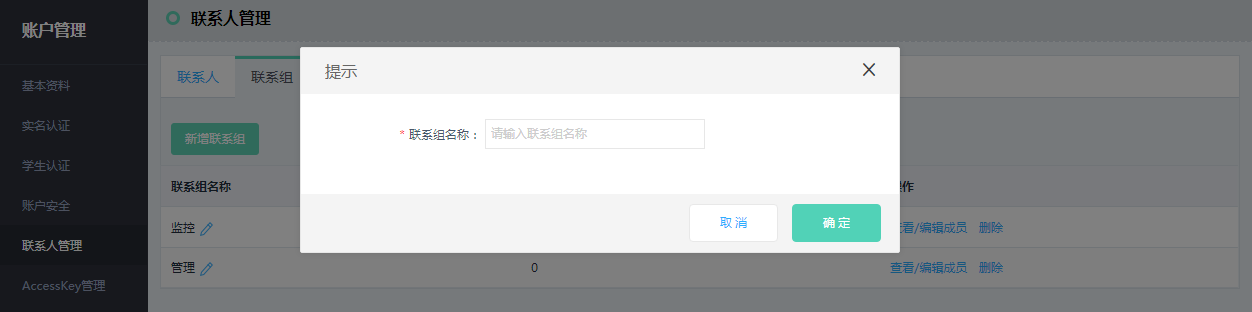 账户管理
基本资料
实名认证
学生认证
账户安全
联系人管理
AccessKey管理
联系人管理
联系人 联系组
新增联系组
提示
* 联系组名称：
请输入联系组名称
取消 确定
联系组名称
监控 /编辑成员 删除
管理 0 查看/编辑成员 删除